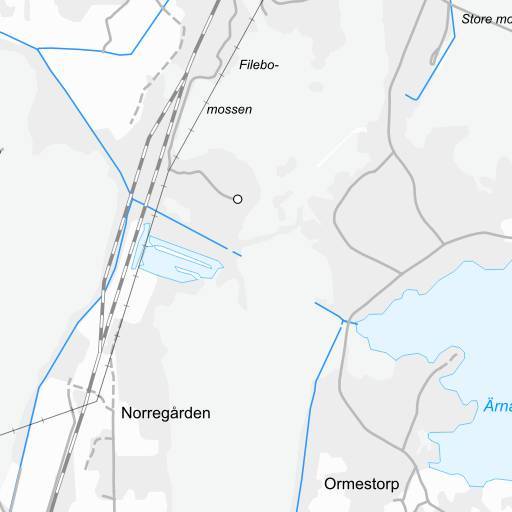 Store mo
Filebo-
mossen
Ärna
Norregården
Ormestorp